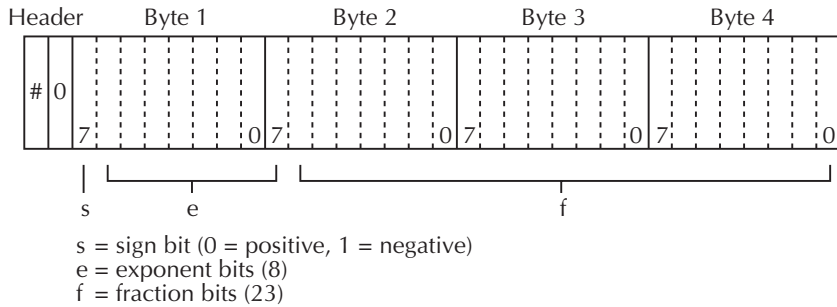 Header Byte 1 Byte 2 Byte 3 Byte 4
# 0
7 0 7 0 7 0 7 0
s e f
s = sign bit (0 = positive, 1 = negative)
e = exponent bits (8)
f = fraction bits (23)